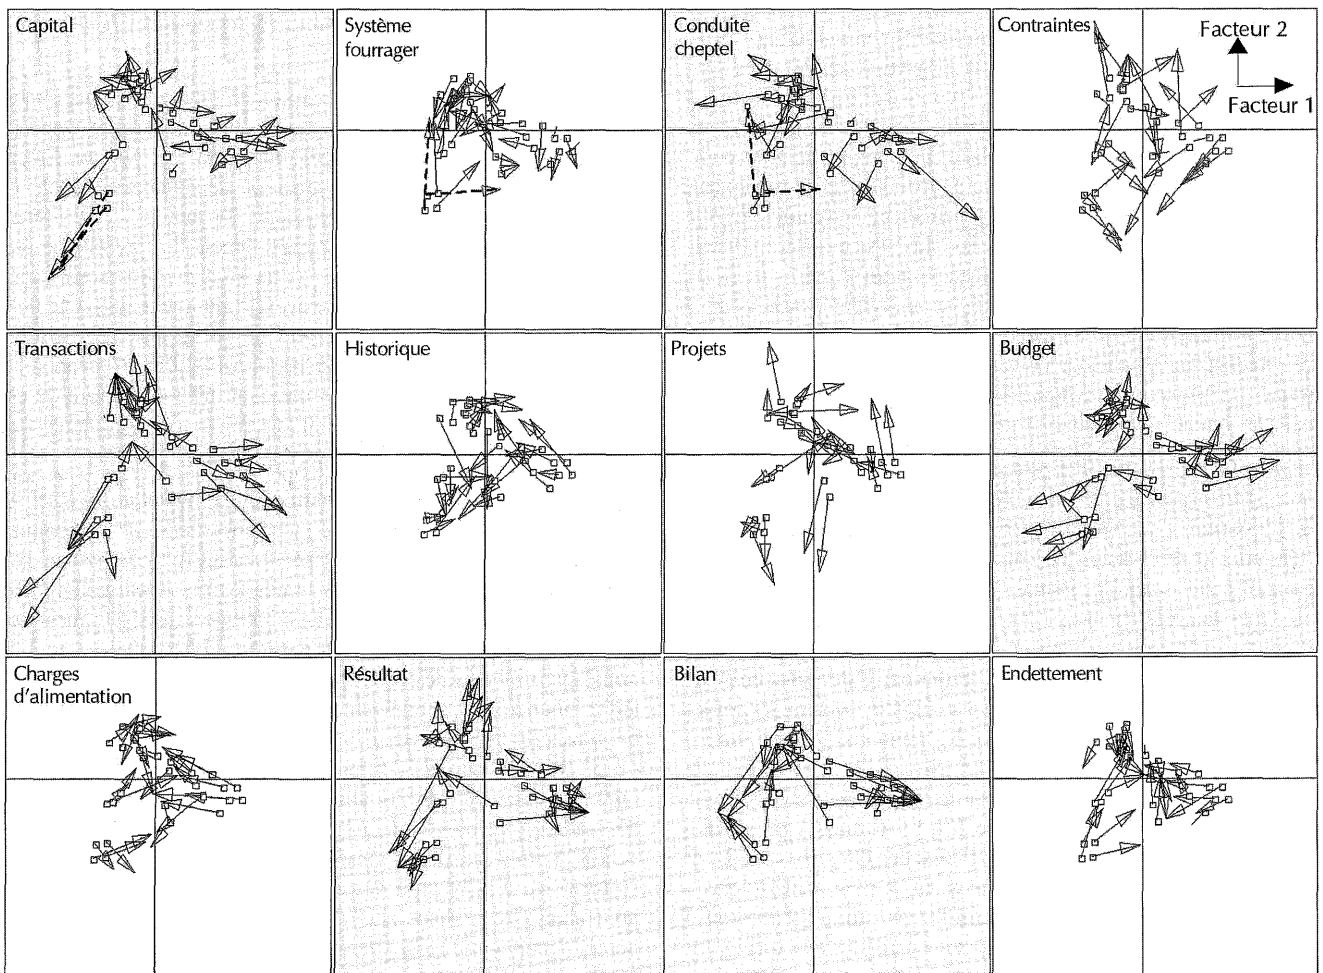 Capital
Système
fourrager
Conduite
cheptel
Contraintes
Facteur 2
Facteur 1
Transactions
Historique
Projets
Budget
Charges
d'alimentation
Résultat
Bilan
Endettement